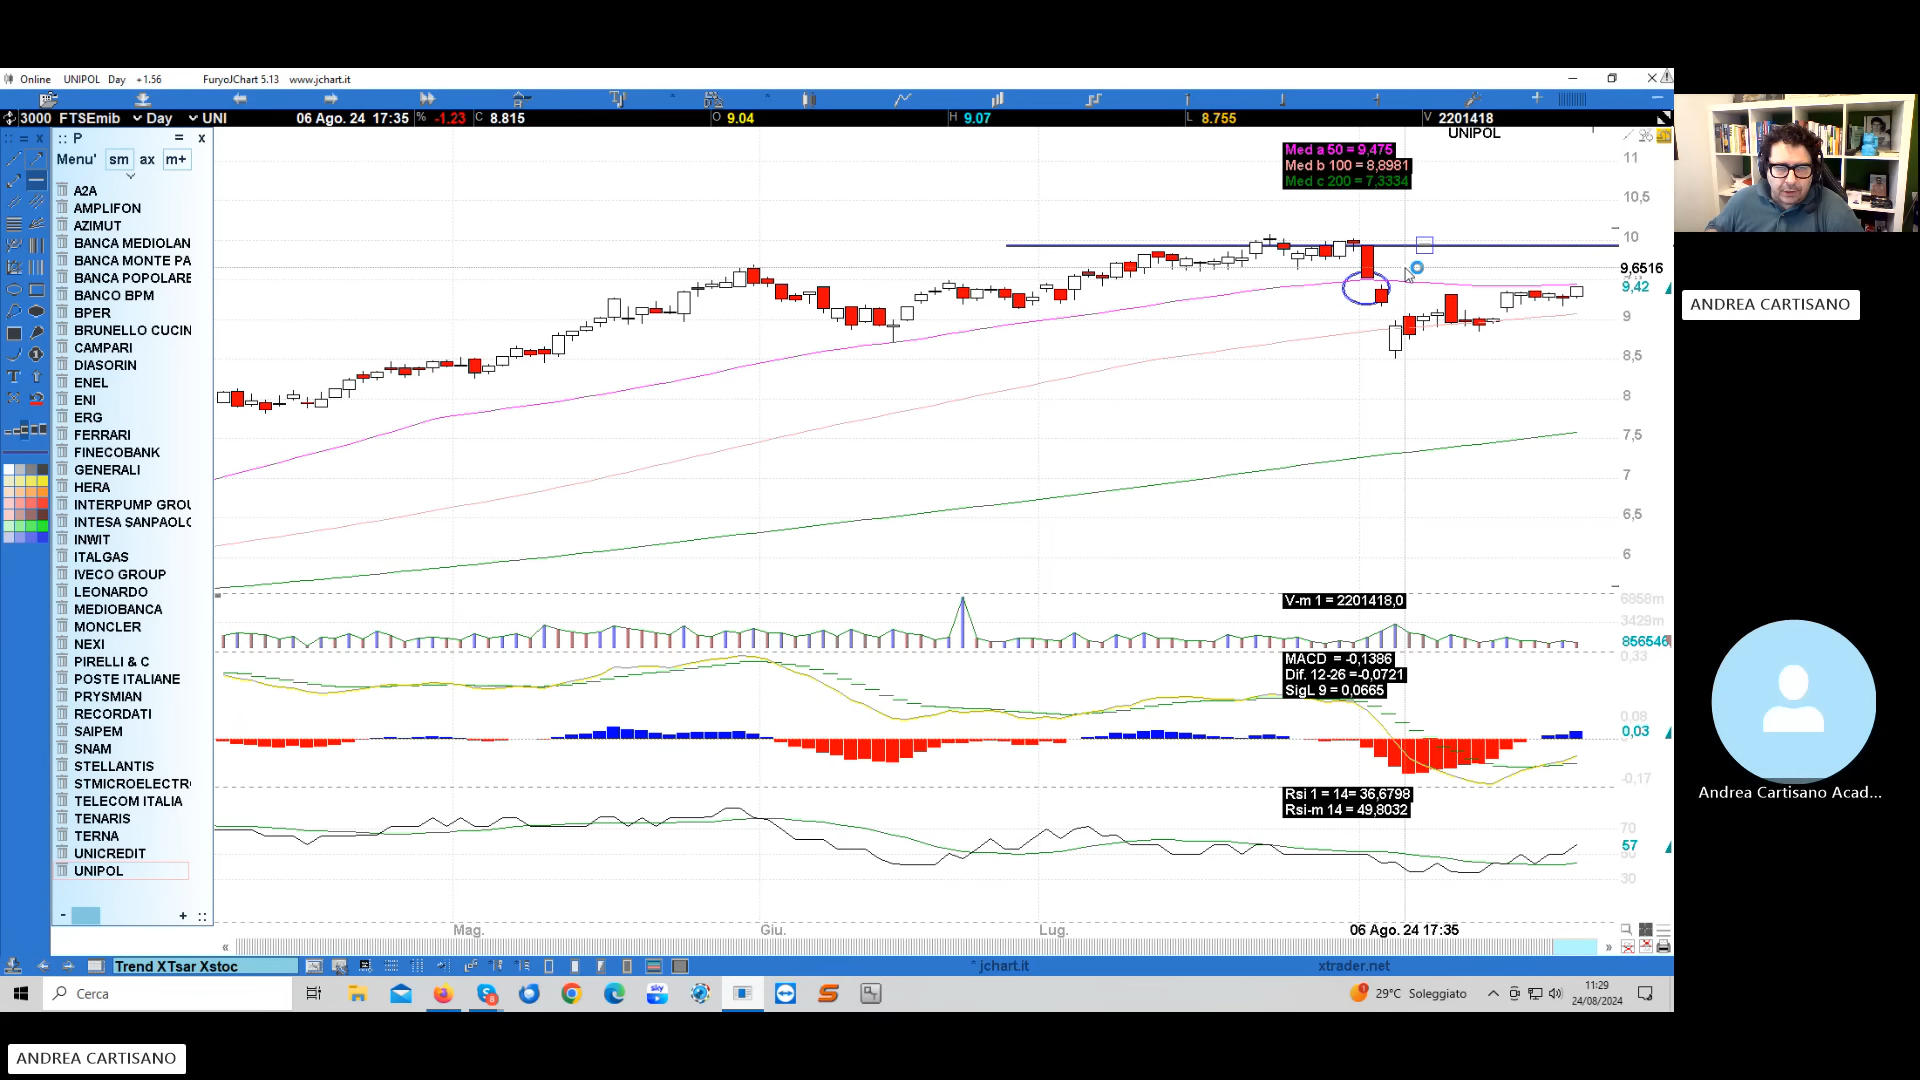 Online UNIPOL Day +1.56 FuryoJChart 5.13 www.jchart.it
3000 FTSEmib Day UNI 06 Ago. 24 17:35 % -1.23 C 8.815 O 9.04 H 9.07 L 8.755 V 2201418
P = x
Menu' sm ax m+
A2A
AMPLIFON
AZIMUT
BANCA MEDIOLAN
BANCA MONTE PA
BANCA POPOLARE
BANCO BPM
BPER
BRUNELLO CUCIN
CAMPARI
DIASORIN
ENEL
ENI
ERG
FERRARI
FINECOBANK
GENERALI
HERA
INTERPUMP GROU
INTESA SANPAOLO
INWIT
ITALGAS
IVECO GROUP
LEONARDO
MEDIOBANCA
MONCLER
NEXI
PIRELLI & C
POSTE ITALIANE
PRYSMIAN
RECORDATI
SAIPEM
SNAM
STELLANTIS
STMICROELECTR
TELECOM ITALIA
TENARIS
TERNA
UNICREDIT
UNIPOL
- +
UNIPOL
Med a 50 = 9,475
Med b 100 = 8,8981
Med c 200 = 7,3334
11
10,5
10
9,6516
9,42
9
8,5
8
7,5
7
6,5
6
V-m 1 = 2201418,0
6858m
3429m
856546
MACD = -0,1386
Dif. 12-26 =-0,0721
SigL 9 = 0,0665
0,33
0,08
0,03
-0,17
Rsi 1 = 14= 36,6798
Rsi-m 14 = 49,8032
70
57
30
Mag. Giu. Lug. 06 Ago. 24 17:35
« »
Trend XTsar Xstoc
jchart.it xtrader.net
Cerca
sky
29°C Soleggiato
11:29
24/08/2024
ANDREA CARTISANO
Andrea Cartisano Acad...
ANDREA CARTISANO